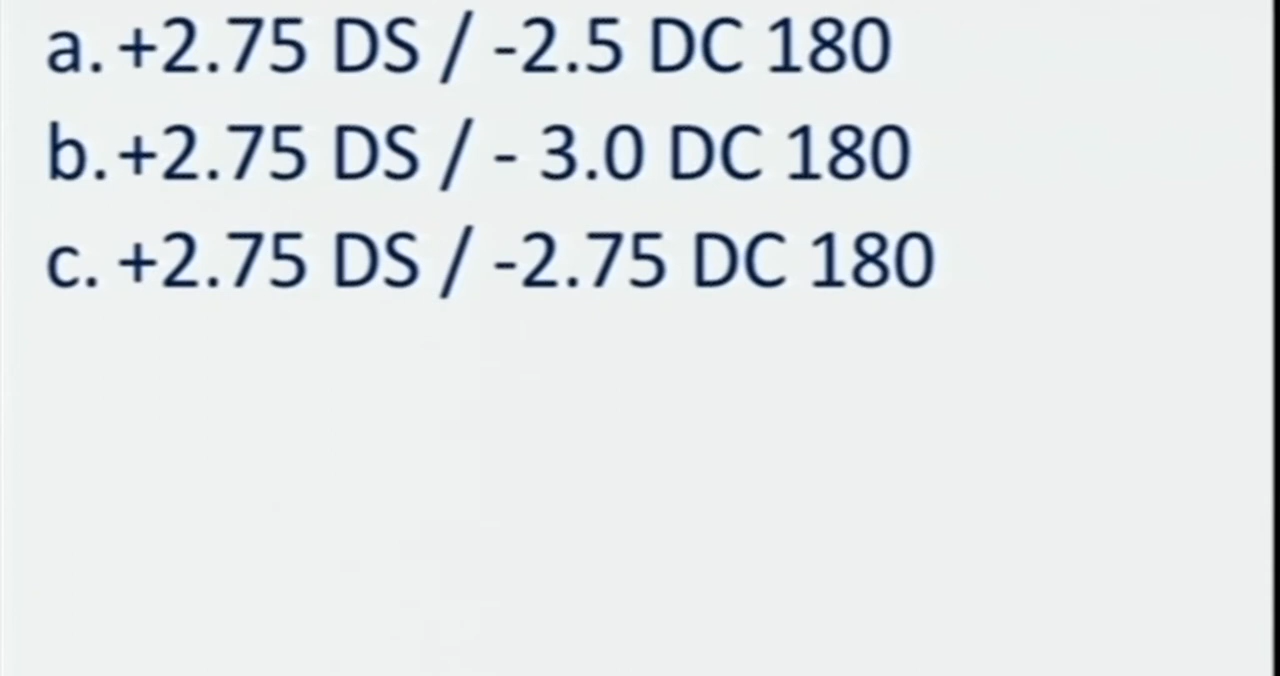 a. +2.75 DS / -2.5 DC 180
b. +2.75 DS / - 3.0 DC 180
c. +2.75 DS / -2.75 DC 180